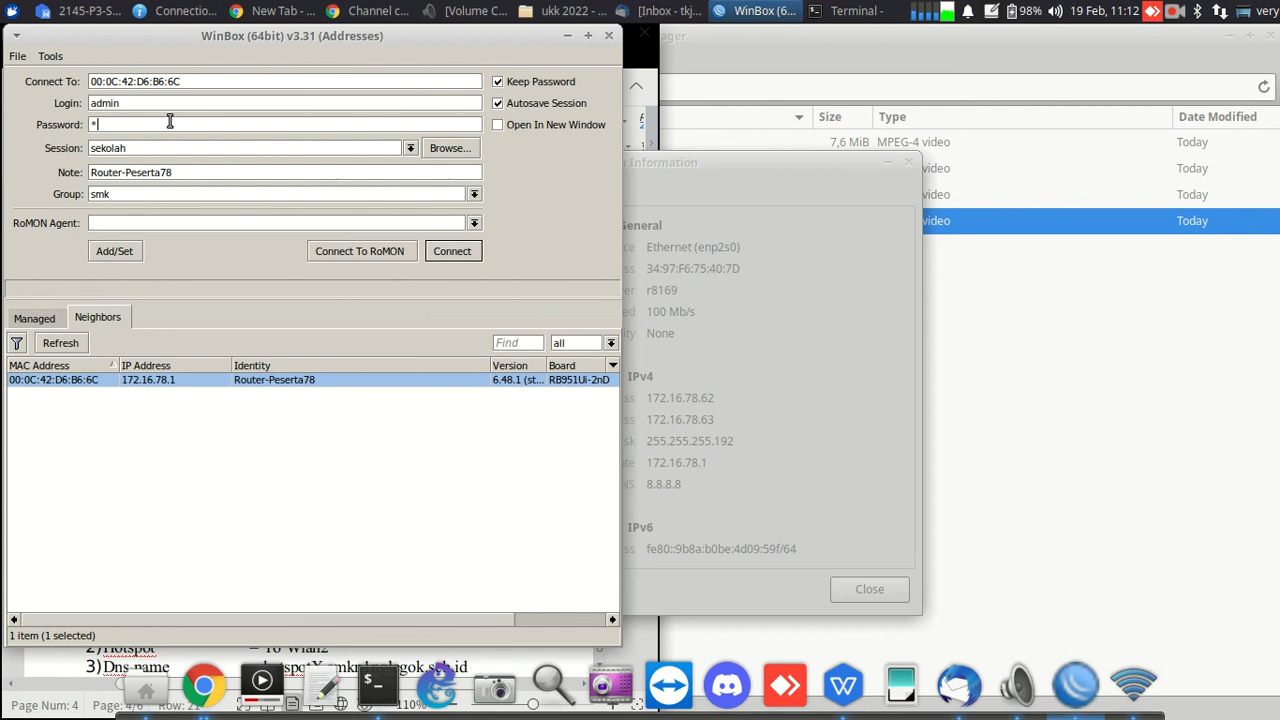 2145-P3-S...
Capcuso
New Tab -
Channel c...
[Volume C...
ukk 2022 -
[Inbox - tkj...
WinBox (6...
Terminal -
98%
19 Feb, 11:12
very
WinBox (64bit) v3.31 (Addresses)
ager
File Tools
Connect To: 00:0C:42:D6:B6:6C
Keep Password
Login: admin
Autosave Session
Password: *
Open In New Window
Session: sekolah
Browse...
Note: Router-Peserta78
Group: smk
RoMON Agent:
Add/Set
Connect To RoMON
Connect
Managed
Neighbors
Refresh
Find
all
MAC Address IP Address Identity Version Board
00:0C:42:D6:B6:6C 172.16.78.1 Router-Peserta78 6.48.1 (st... RB951Ui-2nD
1 item (1 selected)
Size Type Date Modified
7,6 MiB MPEG-4 video Today
video Today
video Today
Information
General
Ethernet (enp2s0)
34:97:F6:75:40:7D
r8169
100 Mb/s
None
IPv4
172.16.78.62
172.16.78.63
255.255.255.192
172.16.78.1
8.8.8.8
IPv6
fe80::9b8a:b0be:4d09:59f/64
Close
2) Hotspot = To Wlan2
3) Dns name
Page Num: 4
110%